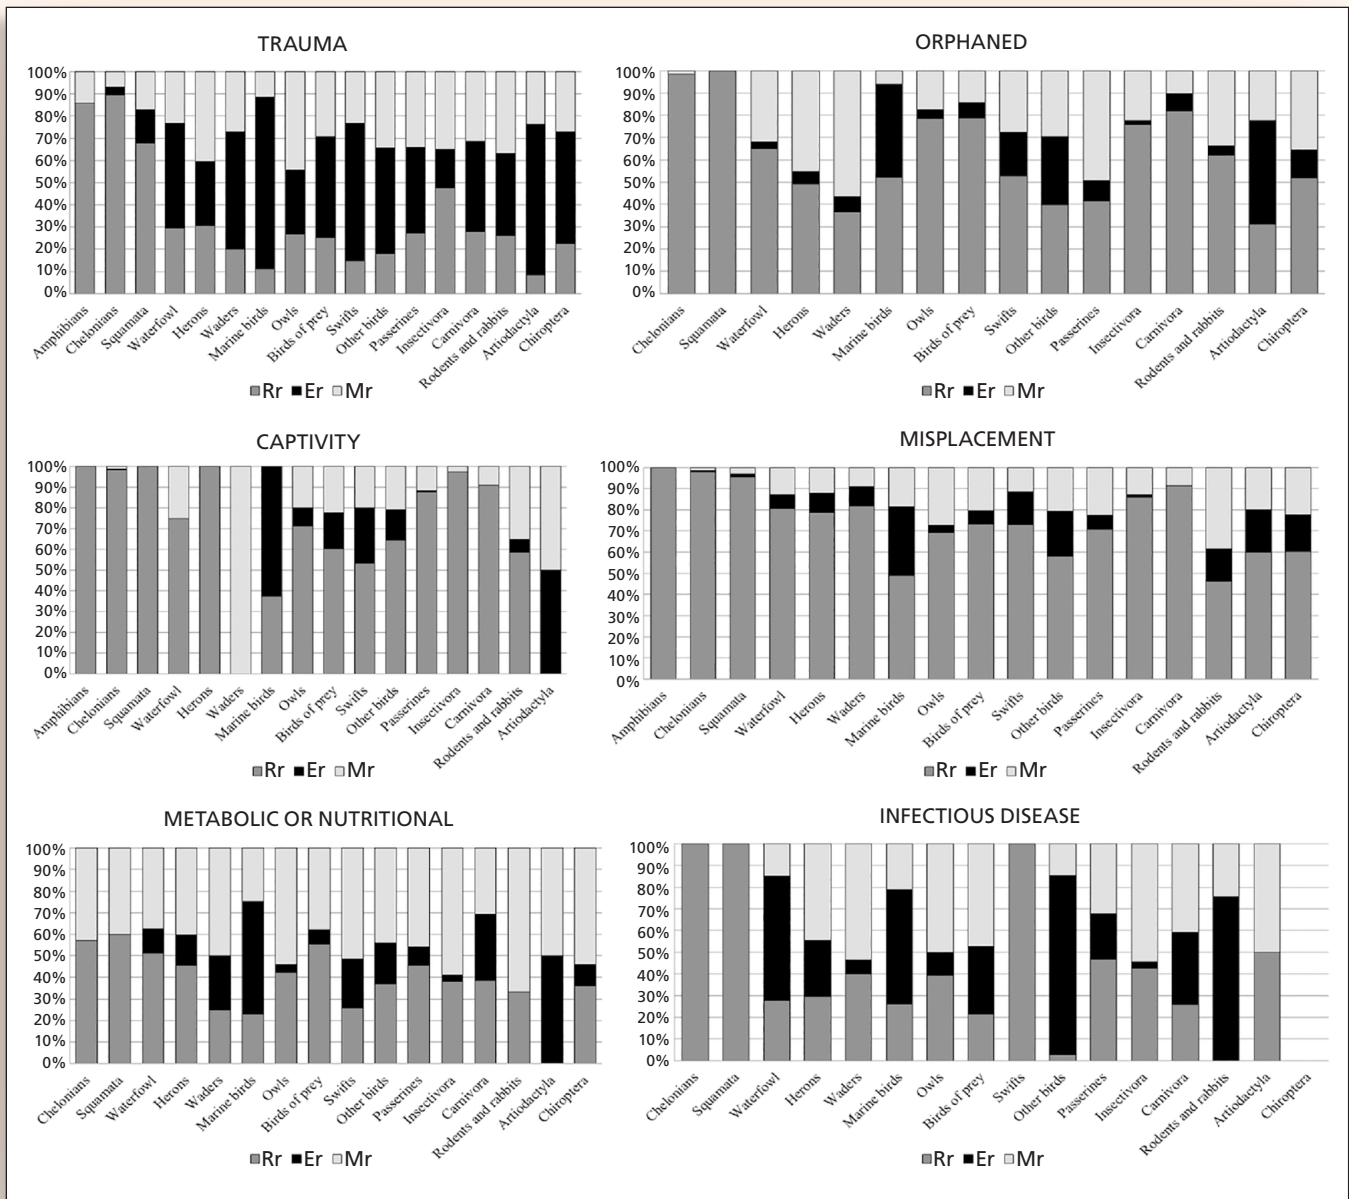 TRAUMA
100%
90%
80%
70%
60%
50%
40%
30%
20%
10%
0%
Amphibians
Chelonians
Squamata
Waterfowl
Herons
Waders
Marine birds
Owls
Birds of prey
Swifts
Other birds
Passerines
Insectivora
Carnivora
Rodents and rabbits
Artiodactyla
Chiroptera
Rr Er Mr
ORPHANED
100%
90%
80%
70%
60%
50%
40%
30%
20%
10%
0%
Chelonians
Squamata
Waterfowl
Herons
Waders
Marine birds
Owls
Birds of prey
Swifts
Other birds
Passerines
Insectivora
Carnivora
Rodents and rabbits
Artiodactyla
Chiroptera
Rr Er Mr
CAPTIVITY
100%
90%
80%
70%
60%
50%
40%
30%
20%
10%
0%
Amphibians
Chelonians
Squamata
Waterfowl
Herons
Waders
Marine birds
Owls
Birds of prey
Swifts
Other birds
Passerines
Insectivora
Carnivora
Rodents and rabbits
Artiodactyla
Rr Er Mr
MISPLACEMENT
100%
90%
80%
70%
60%
50%
40%
30%
20%
10%
0%
Amphibians
Chelonians
Squamata
Waterfowl
Herons
Waders
Marine birds
Owls
Birds of prey
Swifts
Other birds
Passerines
Insectivora
Carnivora
Rodents and rabbits
Artiodactyla
Chiroptera
Rr Er Mr
METABOLIC OR NUTRITIONAL
100%
90%
80%
70%
60%
50%
40%
30%
20%
10%
0%
Chelonians
Squamata
Waterfowl
Herons
Waders
Marine birds
Owls
Birds of prey
Swifts
Other birds
Passerines
Insectivora
Carnivora
Rodents and rabbits
Artiodactyla
Chiroptera
Rr Er Mr
INFECTIOUS DISEASE
100%
90%
80%
70%
60%
50%
40%
30%
20%
10%
0%
Chelonians
Squamata
Waterfowl
Herons
Waders
Marine birds
Owls
Birds of prey
Swifts
Other birds
Passerines
Insectivora
Carnivora
Rodents and rabbits
Artiodactyla
Chiroptera
Rr Er Mr